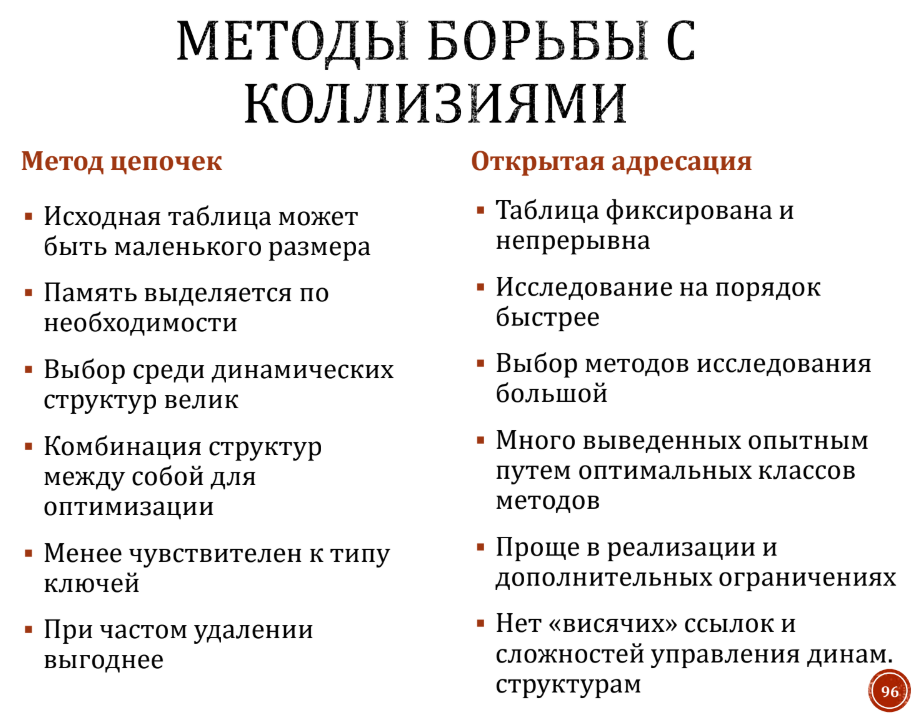 МЕТОДЫ БОРЬБЫ С
КОЛЛИЗИЯМИ
Метод цепочек
▪ Исходная таблица может
быть маленького размера
▪ Память выделяется по
необходимости
▪ Выбор среди динамических
структур велик
▪ Комбинация структур
между собой для
оптимизации
▪ Менее чувствителен к типу
ключей
▪ При частом удалении
выгоднее
Открытая адресация
▪ Таблица фиксирована и
непрерывна
▪ Исследование на порядок
быстрее
▪ Выбор методов исследования
большой
▪ Много выведенных опытным
путем оптимальных классов
методов
▪ Проще в реализации и
дополнительных ограничениях
▪ Нет «висячих» ссылок и
сложностей управления динам.
структурам
96